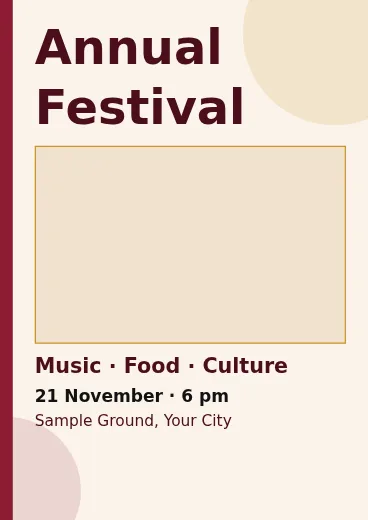 Annual
Festival
Music · Food · Culture
21 November · 6 pm
Sample Ground, Your City